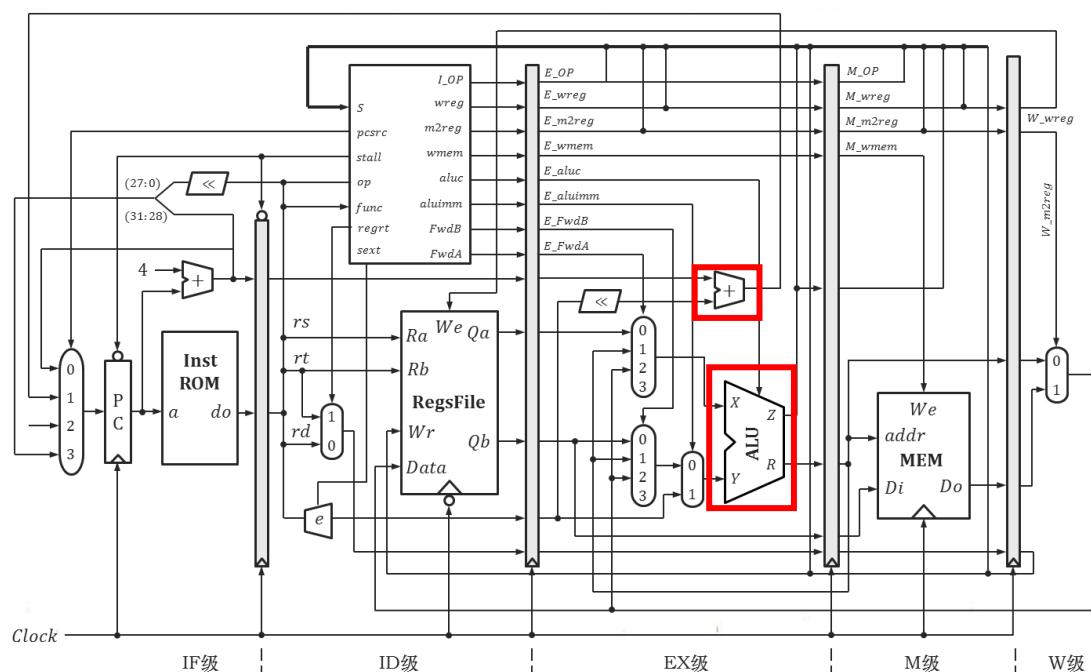 I_OP
E_OP
M_OP
S
wreg
E_wreg
M_wreg
W_wreg
pcsrc
m2reg
E_m2reg
M_m2reg
stall
wmem
E_wmem
M_wmem
(27:0)
≪
op
aluc
E_aluc
(31:28)
func
aluimm
E_aluimm
W_m2reg
regrt
FwdB
E_FwdB
sext
FwdA
E_FwdA
4
+
≪
+
rs
Ra
We
Qa
0
1
2
3
0
1
2
3
PC
Inst
ROM
a
do
rt
Rb
RegsFile
rd
1
0
Wr
Qb
Data
e
0
1
2
3
0
1
X
Z
ALU
Y
R
We
addr
MEM
Di
Do
0
1
Clock
IF级
ID级
EX级
M级
W级